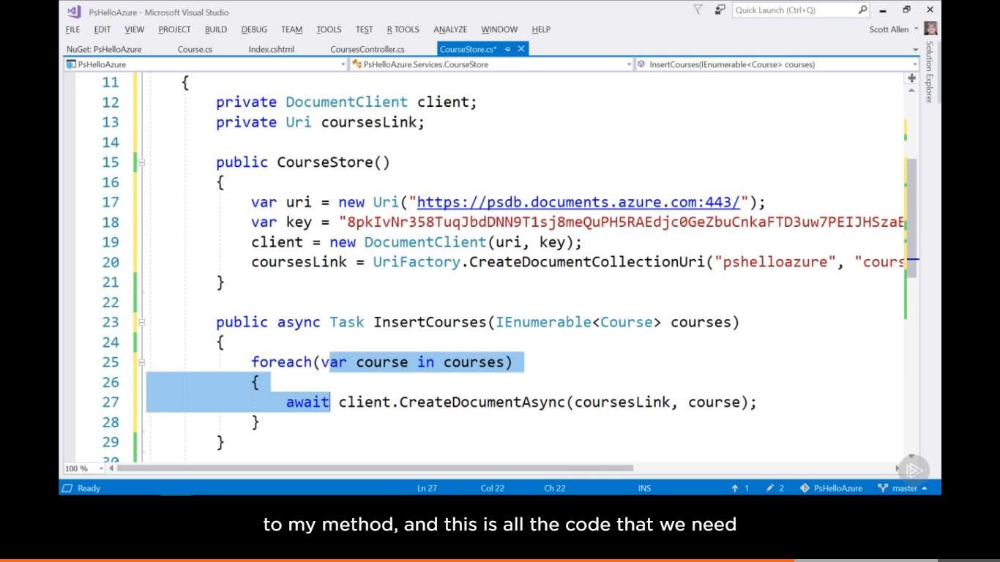 PsHelloAzure - Microsoft Visual Studio
Quick Launch (Ctrl+Q)
FILE EDIT VIEW PROJECT BUILD DEBUG TEAM TOOLS TEST R TOOLS ANALYZE WINDOW HELP
Scott Allen
NuGet: PsHelloAzure Course.cs Index.cshtml CoursesController.cs CourseStore.cs*
Solution Explorer
PsHelloAzure PsHelloAzure.Services.CourseStore InsertCourses(IEnumerable<Course> courses)
11 {
12 private DocumentClient client;
13 private Uri coursesLink;
14
15 public CourseStore()
16 {
17 var uri = new Uri("https://psdb.documents.azure.com:443/");
18 var key = "8pkIvNr358TuqJbdDNN9T1sj8meQuPH5RAEdjc0GeZbuCnkaFTD3uw7PEIJHSzaE
19 client = new DocumentClient(uri, key);
20 coursesLink = UriFactory.CreateDocumentCollectionUri("pshelloazure", "cours
21 }
22
23 public async Task InsertCourses(IEnumerable<Course> courses)
24 {
25 foreach(var course in courses)
26 {
27 await client.CreateDocumentAsync(coursesLink, course);
28 }
29 }
30
100 %
Ready Ln 27 Col 22 Ch 22 INS 1 2 PsHelloAzure master
to my method, and this is all the code that we need